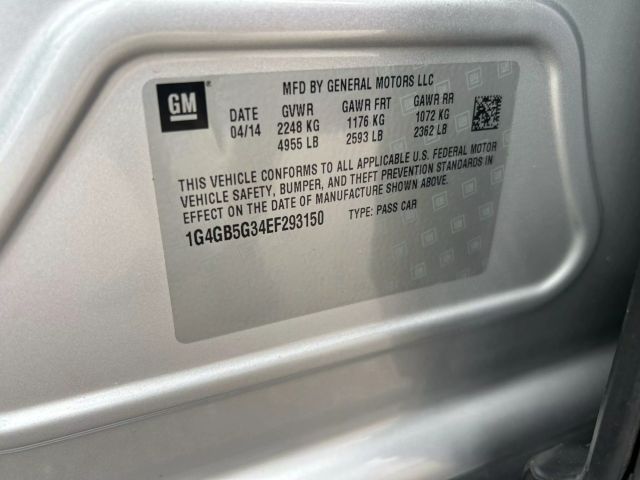 GM
MFD BY GENERAL MOTORS LLC
DATE GVWR GAWR FRT GAWR RR
04/14 2248 KG 1176 KG 1072 KG
4955 LB 2593 LB 2362 LB
THIS VEHICLE CONFORMS TO ALL APPLICABLE U.S. FEDERAL MOTOR
VEHICLE SAFETY, BUMPER, AND THEFT PREVENTION STANDARDS IN
EFFECT ON THE DATE OF MANUFACTURE SHOWN ABOVE.
1G4GB5G34EF293150 TYPE: PASS CAR